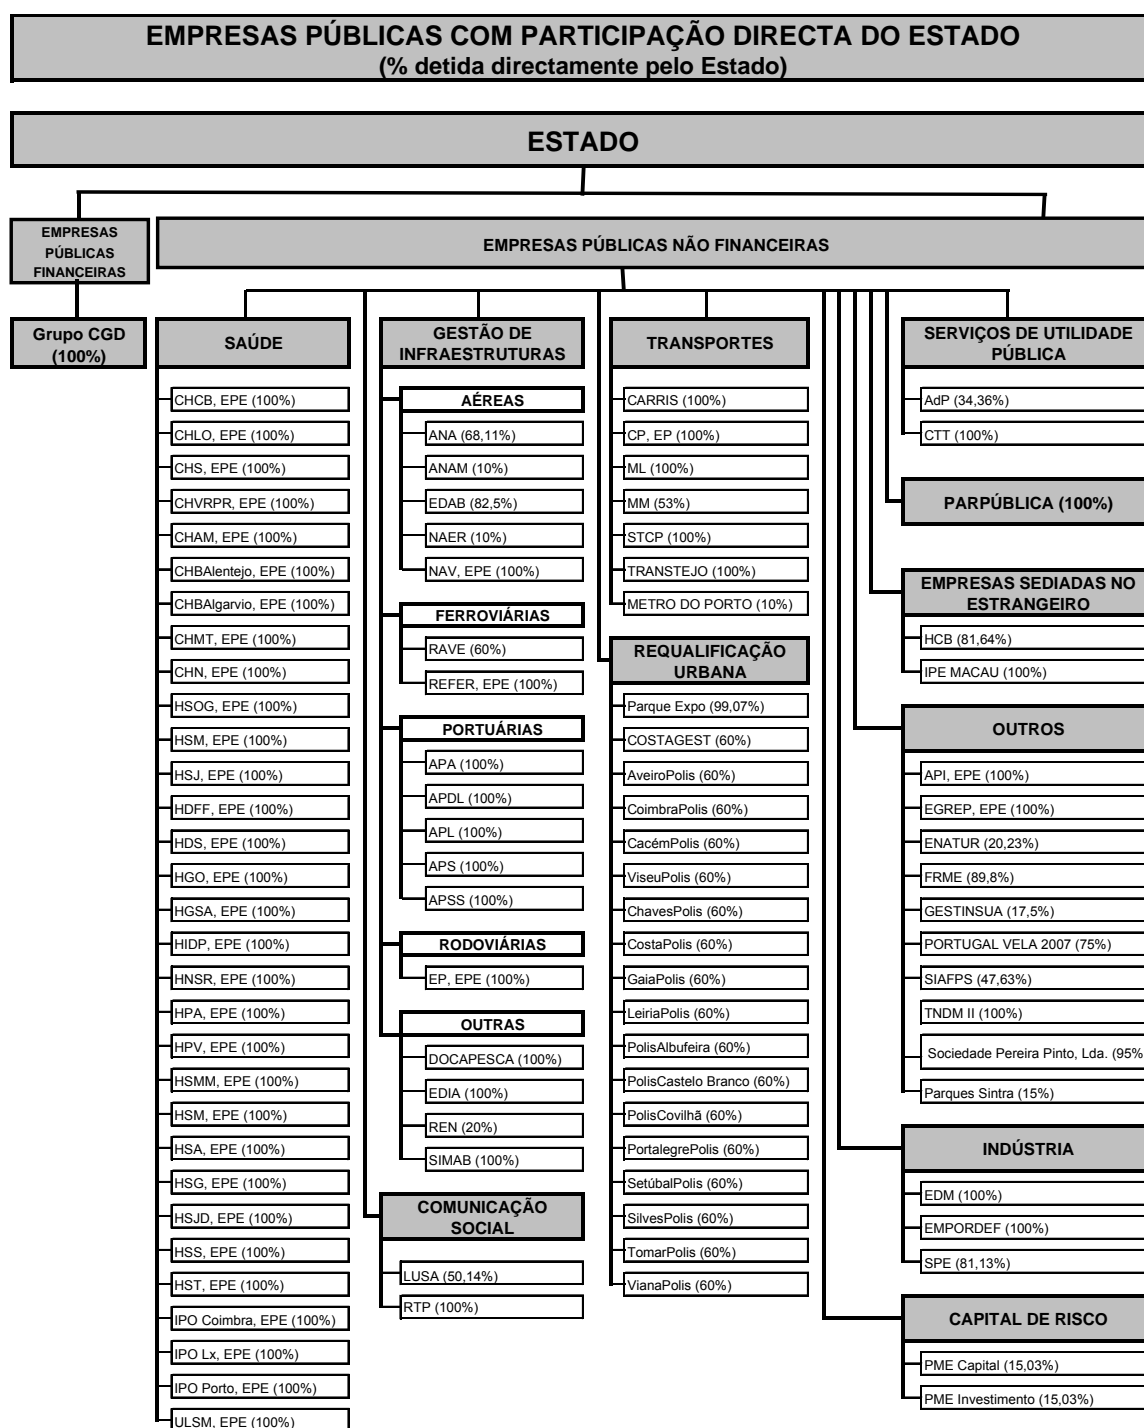 EMPRESAS PÚBLICAS COM PARTICIPAÇÃO DIRECTA DO ESTADO
(% detida directamente pelo Estado)
ESTADO
EMPRESAS
PÚBLICAS
FINANCEIRAS
EMPRESAS PÚBLICAS NÃO FINANCEIRAS
Grupo CGD
(100%)
SAÚDE
CHCB, EPE (100%)
CHLO, EPE (100%)
CHS, EPE (100%)
CHVRPR, EPE (100%)
CHAM, EPE (100%)
CHBAlentejo, EPE (100%)
CHBAlgarvio, EPE (100%)
CHMT, EPE (100%)
CHN, EPE (100%)
HSOG, EPE (100%)
HSM, EPE (100%)
HSJ, EPE (100%)
HDFF, EPE (100%)
HDS, EPE (100%)
HGO, EPE (100%)
HGSA, EPE (100%)
HIDP, EPE (100%)
HNSR, EPE (100%)
HPA, EPE (100%)
HPV, EPE (100%)
HSMM, EPE (100%)
HSM, EPE (100%)
HSA, EPE (100%)
HSG, EPE (100%)
HSJD, EPE (100%)
HSS, EPE (100%)
HST, EPE (100%)
IPO Coimbra, EPE (100%)
IPO Lx, EPE (100%)
IPO Porto, EPE (100%)
ULSM, EPE (100%)
GESTÃO DE
INFRAESTRUTURAS
AÉREAS
ANA (68,11%)
ANAM (10%)
EDAB (82,5%)
NAER (10%)
NAV, EPE (100%)
FERROVIÁRIAS
RAVE (60%)
REFER, EPE (100%)
PORTUÁRIAS
APA (100%)
APDL (100%)
APL (100%)
APS (100%)
APSS (100%)
RODOVIÁRIAS
EP, EPE (100%)
OUTRAS
DOCAPESCA (100%)
EDIA (100%)
REN (20%)
SIMAB (100%)
COMUNICAÇÃO
SOCIAL
LUSA (50,14%)
RTP (100%)
TRANSPORTES
CARRIS (100%)
CP, EP (100%)
ML (100%)
MM (53%)
STCP (100%)
TRANSTEJO (100%)
METRO DO PORTO (10%)
REQUALIFICAÇÃO
URBANA
Parque Expo (99,07%)
COSTAGEST (60%)
AveiroPolis (60%)
CoimbraPolis (60%)
CacémPolis (60%)
ViseuPolis (60%)
ChavesPolis (60%)
CostaPolis (60%)
GaiaPolis (60%)
LeiriaPolis (60%)
PolisAlbufeira (60%)
PolisCastelo Branco (60%)
PolisCovilhã (60%)
PortalegrePolis (60%)
SetúbalPolis (60%)
SilvesPolis (60%)
TomarPolis (60%)
VianaPolis (60%)
SERVIÇOS DE UTILIDADE
PÚBLICA
AdP (34,36%)
CTT (100%)
PARPÚBLICA (100%)
EMPRESAS SEDIADAS NO
ESTRANGEIRO
HCB (81,64%)
IPE MACAU (100%)
OUTROS
API, EPE (100%)
EGREP, EPE (100%)
ENATUR (20,23%)
FRME (89,8%)
GESTINSUA (17,5%)
PORTUGAL VELA 2007 (75%)
SIAFPS (47,63%)
TNDM II (100%)
Sociedade Pereira Pinto, Lda. (95%
Parques Sintra (15%)
INDÚSTRIA
EDM (100%)
EMPORDEF (100%)
SPE (81,13%)
CAPITAL DE RISCO
PME Capital (15,03%)
PME Investimento (15,03%)